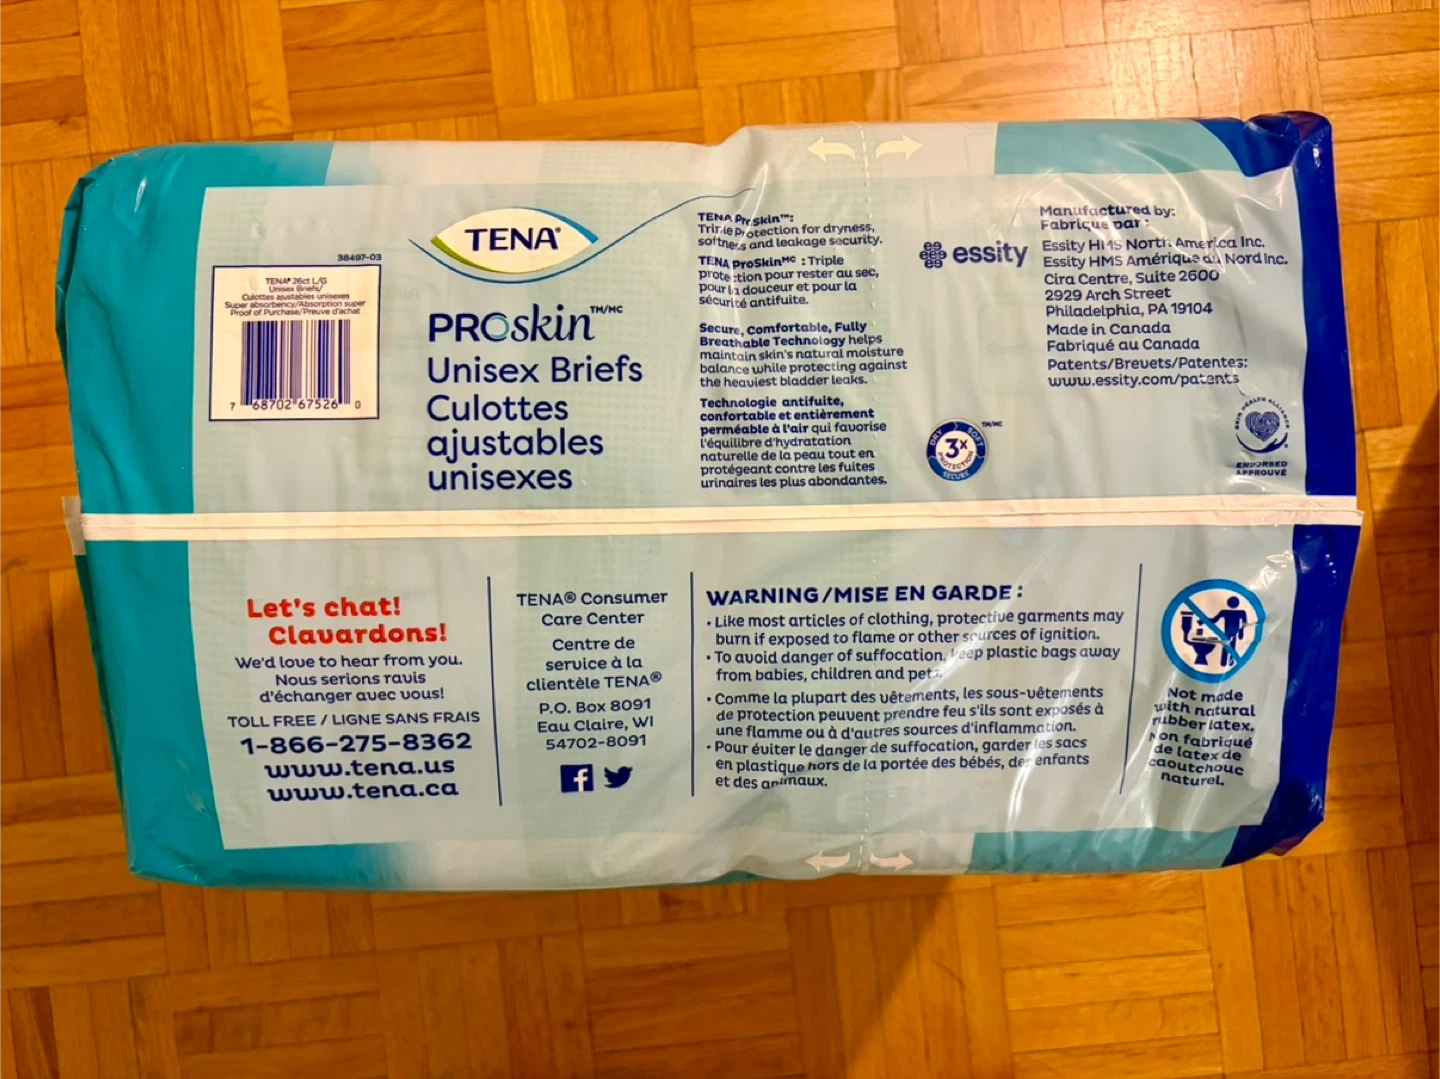 38497-03
TENA® 26ct L/G
Unisex Briefs/
Culottes ajustables unisexes
Super absorbency/Absorption super
Proof of Purchase/Preuve d'achat
7 68702 67526 0
TENA®
PROskin™/MC
Unisex Briefs
Culottes
ajustables
unisexes
TENA ProSkin™:
Triple protection for dryness,
softness and leakage security.
TENA ProSkinMC : Triple
protection pour rester au sec,
pour la douceur et pour la
sécurité antifuite.
Secure, Comfortable, Fully
Breathable Technology helps
maintain skin's natural moisture
balance while protecting against
the heaviest bladder leaks.
Technologie antifuite,
confortable et entièrement
perméable à l'air qui favorise
l'équilibre d'hydratation
naturelle de la peau tout en
protégeant contre les fuites
urinaires les plus abondantes.
essity
DRY SOFT
3x
PROTECTION
SECURE
TM/MC
Manufactured by:
Fabriqué par :
Essity HMS North America Inc.
Essity HMS Amérique du Nord Inc.
Cira Centre, Suite 2600
2929 Arch Street
Philadelphia, PA 19104
Made in Canada
Fabriqué au Canada
Patents/Brevets/Patentes:
www.essity.com/patents
SKIN HEALTH ALLIANCE
ENDORSED
APPROUVÉ
Let's chat!
Clavardons!
We'd love to hear from you.
Nous serions ravis
d'échanger avec vous!
TOLL FREE / LIGNE SANS FRAIS
1-866-275-8362
www.tena.us
www.tena.ca
TENA® Consumer
Care Center
Centre de
service à la
clientèle TENA®
P.O. Box 8091
Eau Claire, WI
54702-8091
WARNING/MISE EN GARDE :
• Like most articles of clothing, protective garments may
burn if exposed to flame or other sources of ignition.
• To avoid danger of suffocation, keep plastic bags away
from babies, children and pets.
• Comme la plupart des vêtements, les sous-vêtements
de protection peuvent prendre feu s'ils sont exposés à
une flamme ou à d'autres sources d'inflammation.
• Pour éviter le danger de suffocation, garder les sacs
en plastique hors de la portée des bébés, des enfants
et des animaux.
Not made
with natural
rubber latex.
Non fabriqué
de latex de
caoutchouc
naturel.